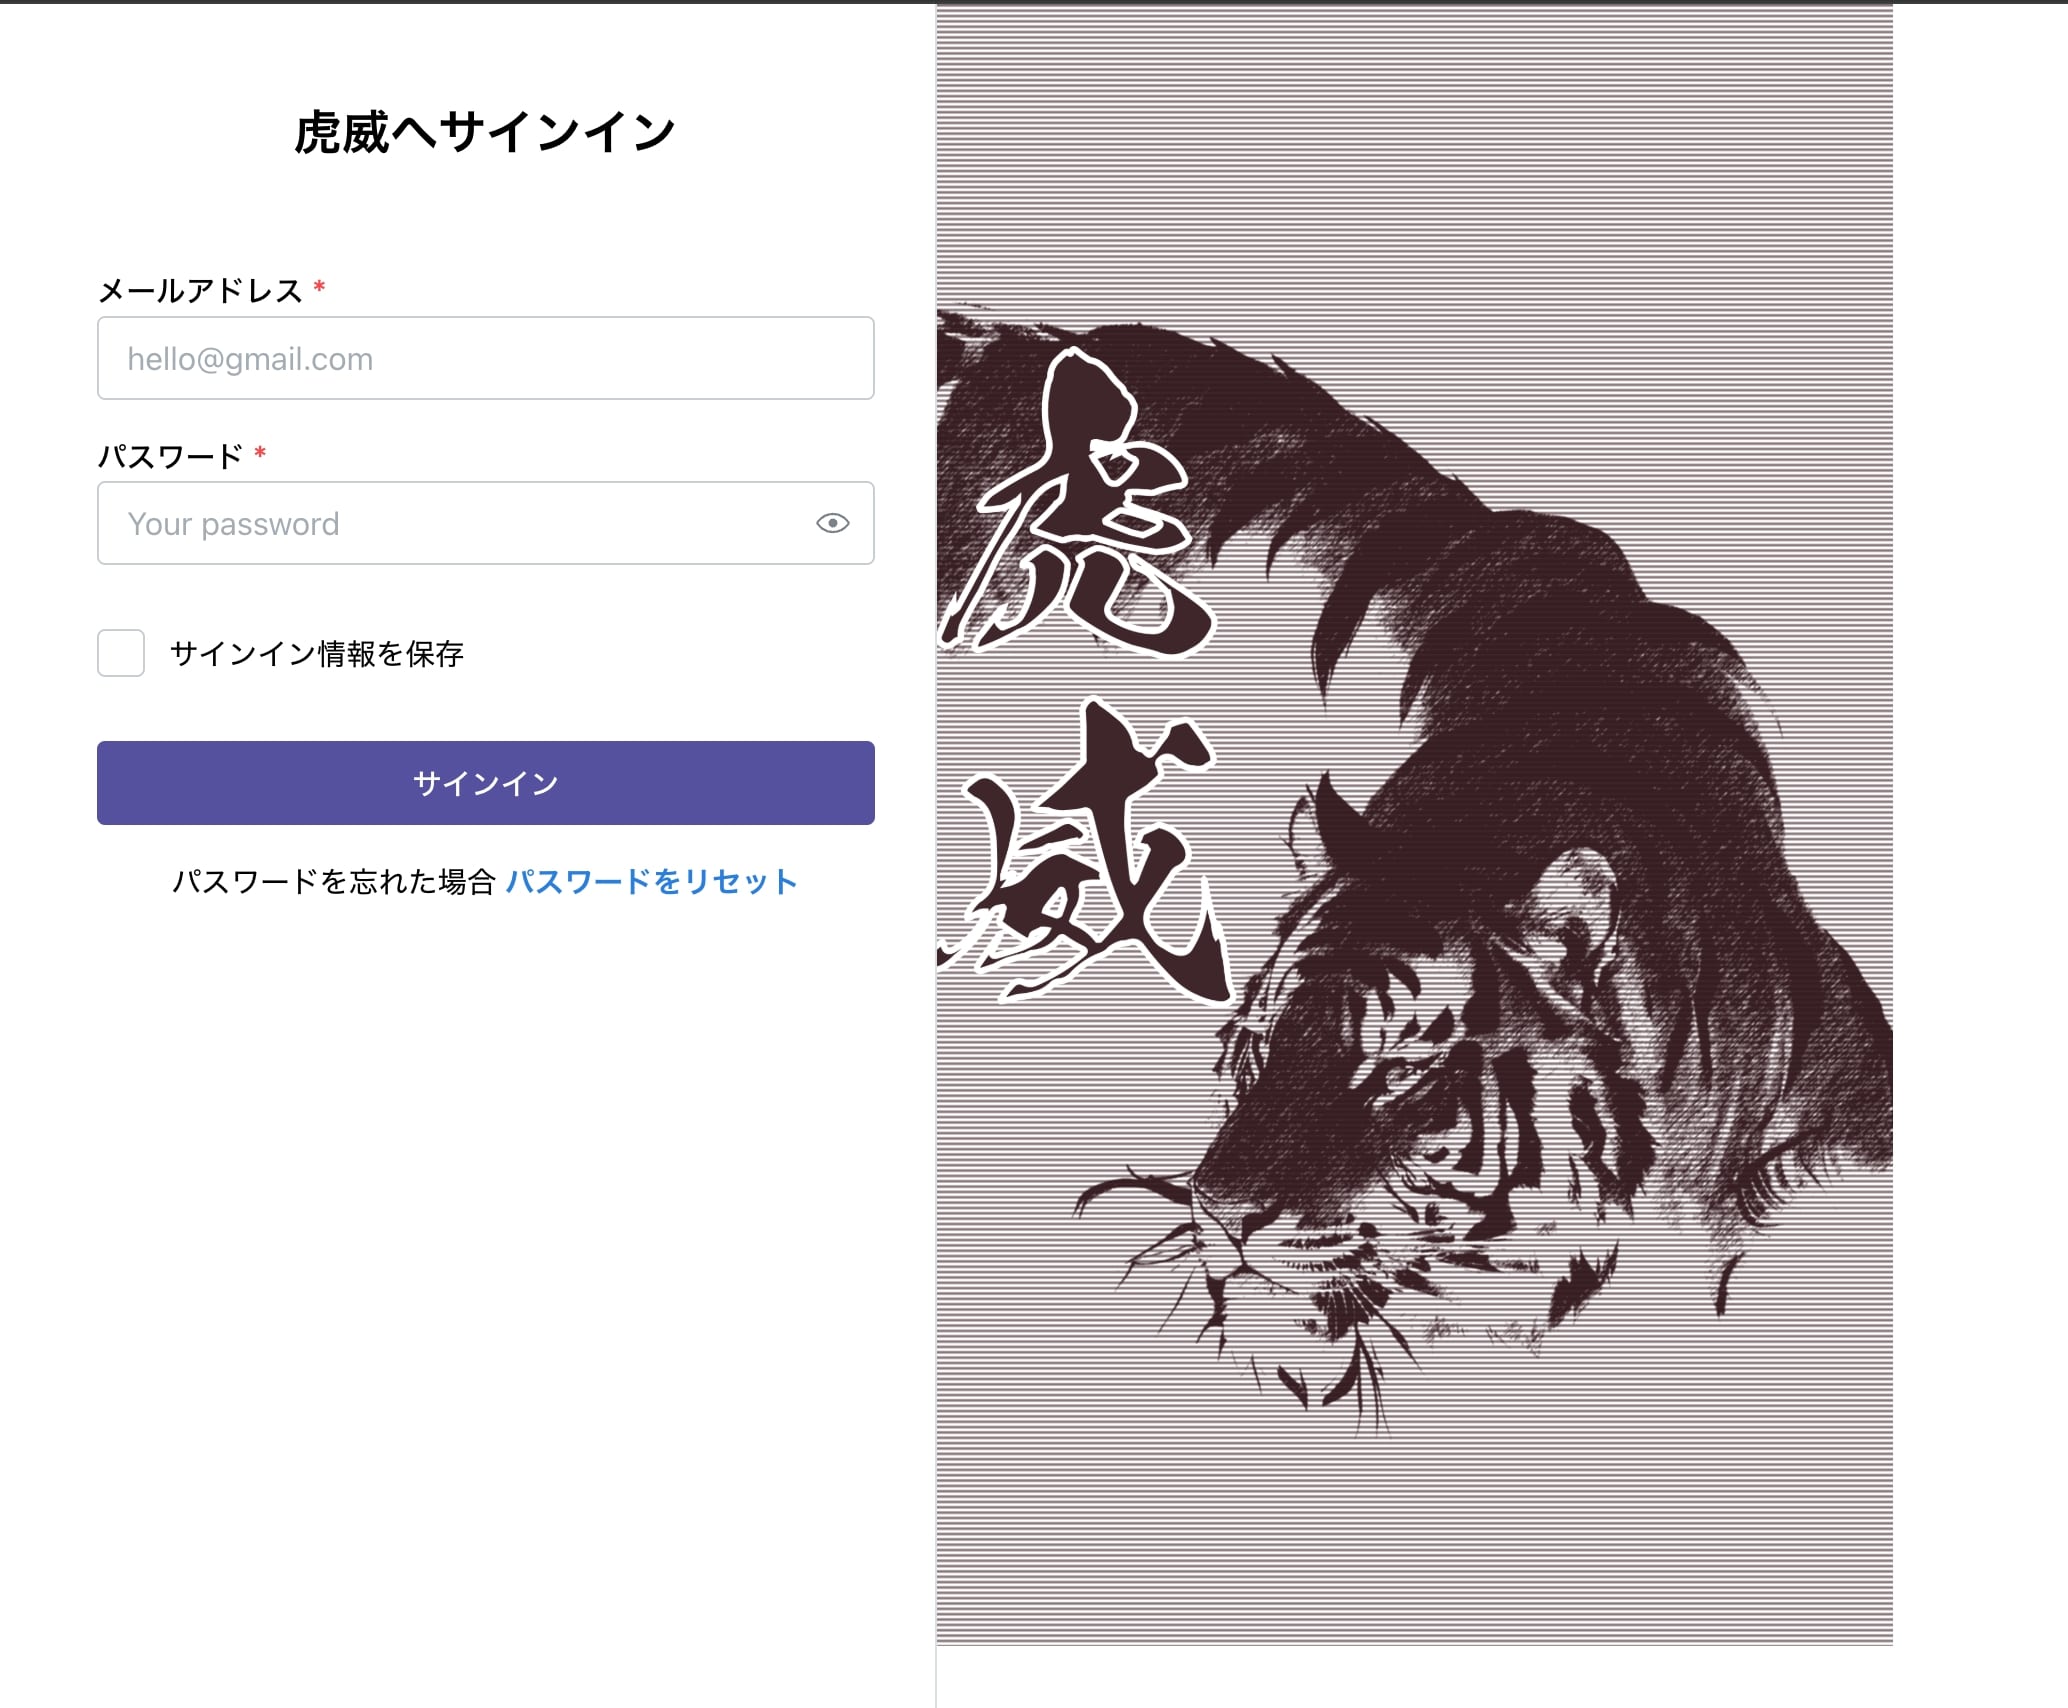 虎威へサインイン
メールアドレス *
hello@gmail.com
パスワード *
Your password
サインイン情報を保存
サインイン
パスワードを忘れた場合 パスワードをリセット
虎
威